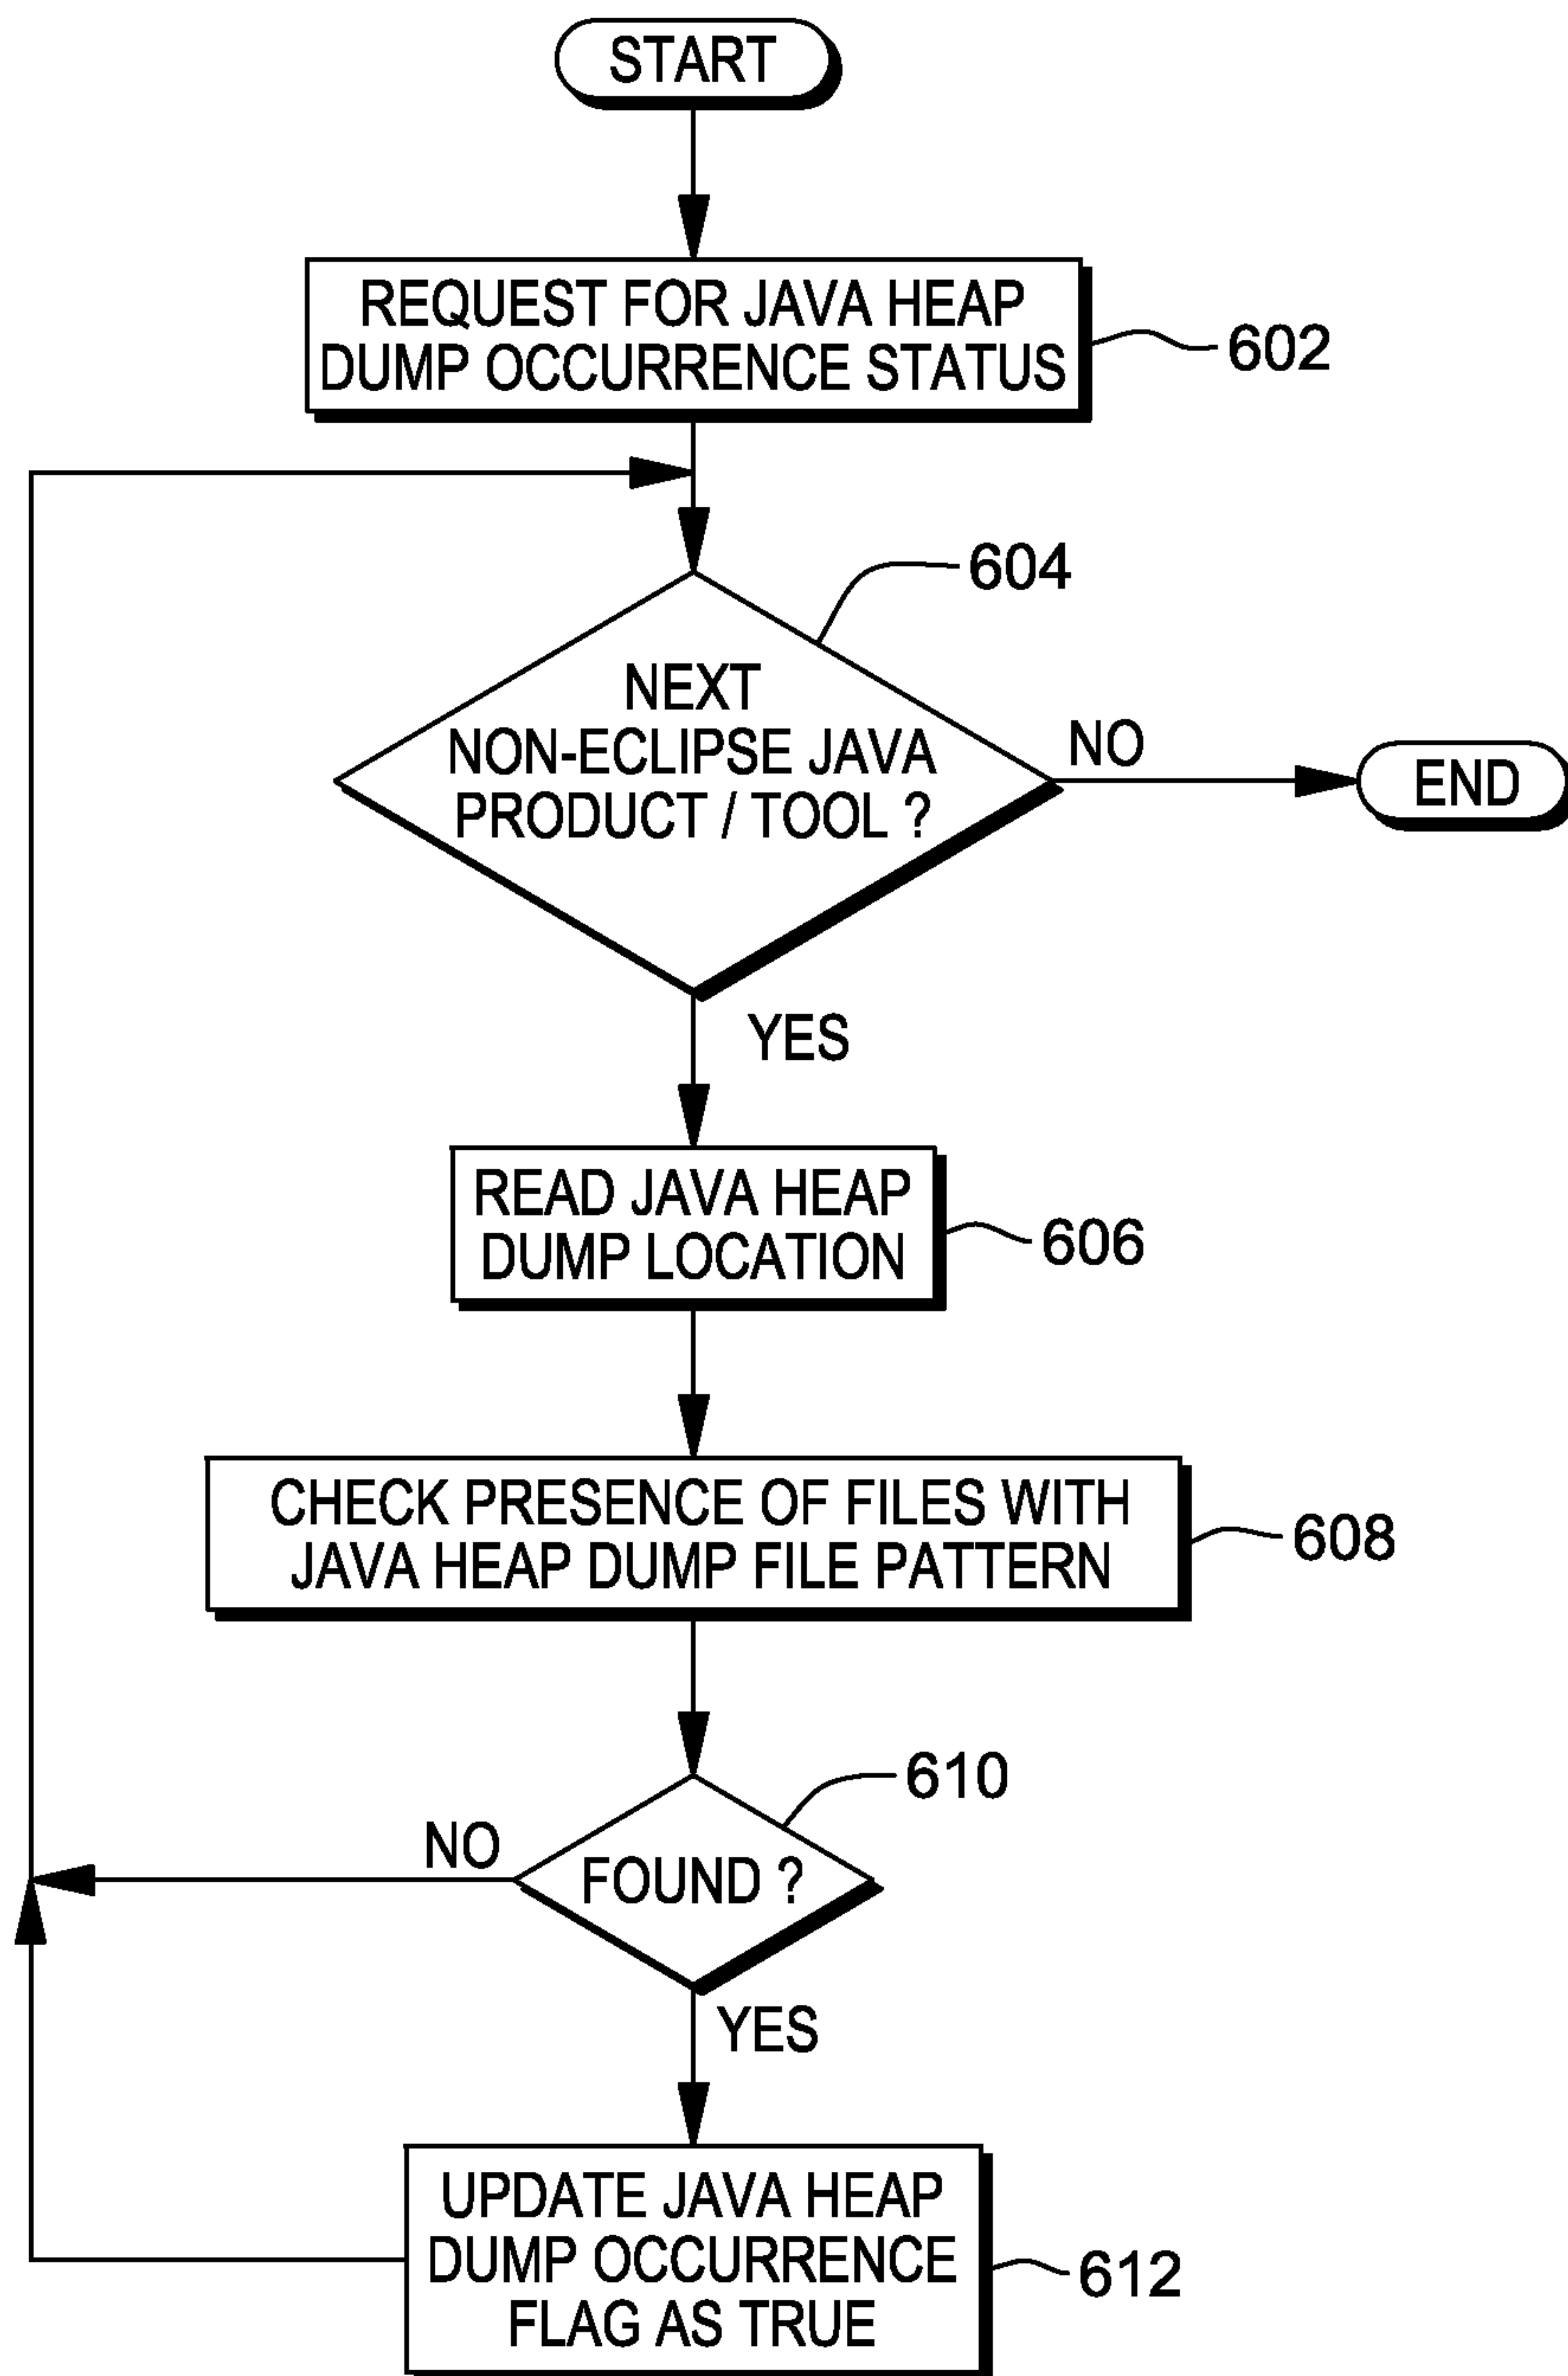 START
REQUEST FOR JAVA HEAP
DUMP OCCURRENCE STATUS
602
604
NEXT
NON-ECLIPSE JAVA
PRODUCT / TOOL ?
NO
END
YES
READ JAVA HEAP
DUMP LOCATION
606
CHECK PRESENCE OF FILES WITH
JAVA HEAP DUMP FILE PATTERN
608
610
NO
FOUND ?
YES
UPDATE JAVA HEAP
DUMP OCCURRENCE
FLAG AS TRUE
612